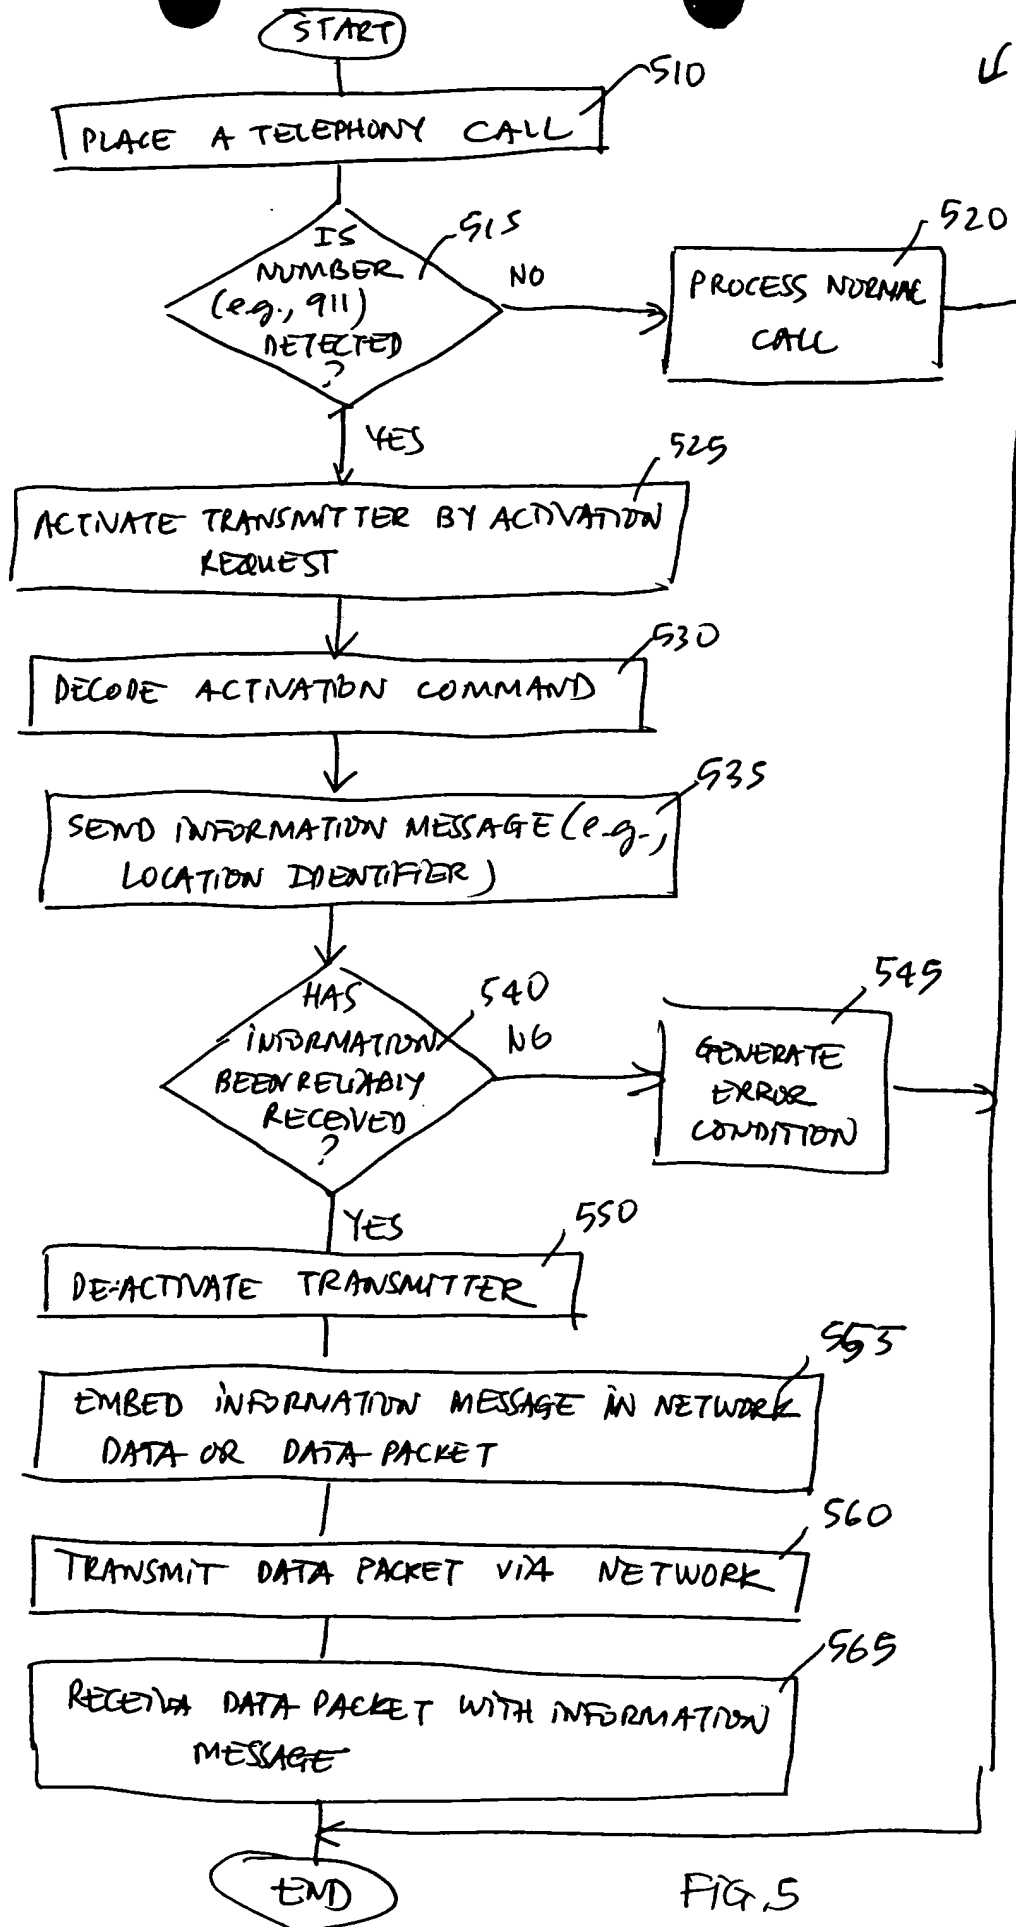 START
510
PLACE A TELEPHONY CALL
515
IS
NUMBER
(e.g., 911)
DETECTED
?
NO
520
PROCESS NORMAL
CALL
YES
525
ACTIVATE TRANSMITTER BY ACTIVATION
REQUEST
530
DECODE ACTIVATION COMMAND
535
SEND INFORMATION MESSAGE (e.g.,
LOCATION IDENTIFIER)
540
HAS
INFORMATION
BEEN RELIABLY
RECEIVED
?
NO
545
GENERATE
ERROR
CONDITION
YES
550
DE-ACTIVATE TRANSMITTER
555
EMBED INFORMATION MESSAGE IN NETWORK
DATA OR DATA PACKET
560
TRANSMIT DATA PACKET VIA NETWORK
565
RECEIVE DATA PACKET WITH INFORMATION
MESSAGE
END
FIG. 5